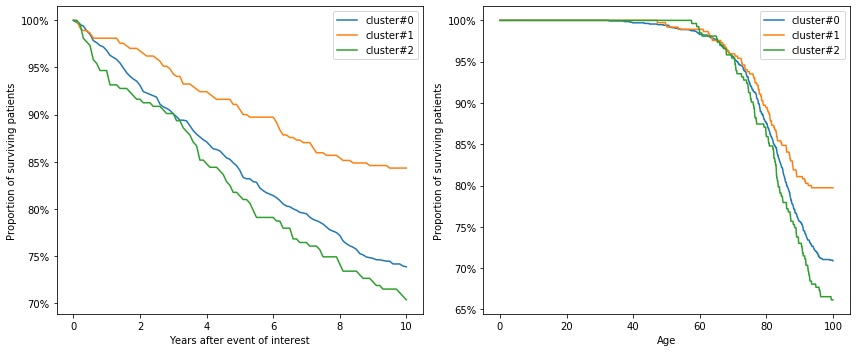 100%
95%
90%
85%
80%
75%
70%
Proportion of surviving patients
0
2
4
6
8
10
Years after event of interest
cluster#0
cluster#1
cluster#2
100%
95%
90%
85%
80%
75%
70%
65%
Proportion of surviving patients
0
20
40
60
80
100
Age
cluster#0
cluster#1
cluster#2